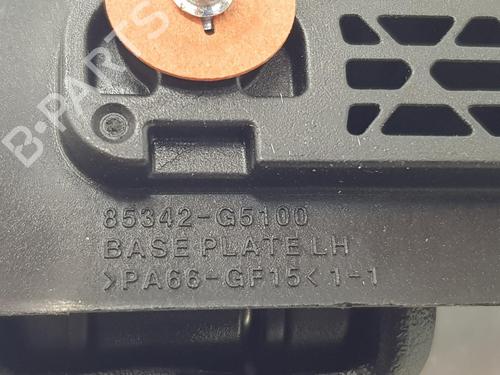 B-PARTS
85342-G5100
BASE PLATE LH
>PA66-GF15< 1-1